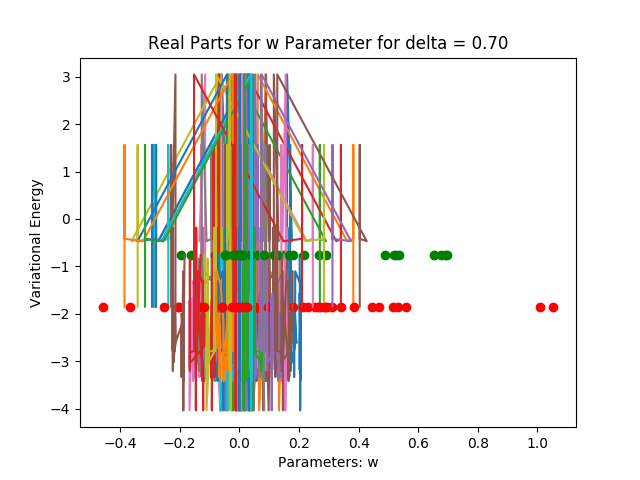 Real Parts for w Parameter for delta = 0.70
3
2
1
0
−1
−2
−3
−4
Variational Energy
−0.4 −0.2 0.0 0.2 0.4 0.6 0.8 1.0
Parameters: w